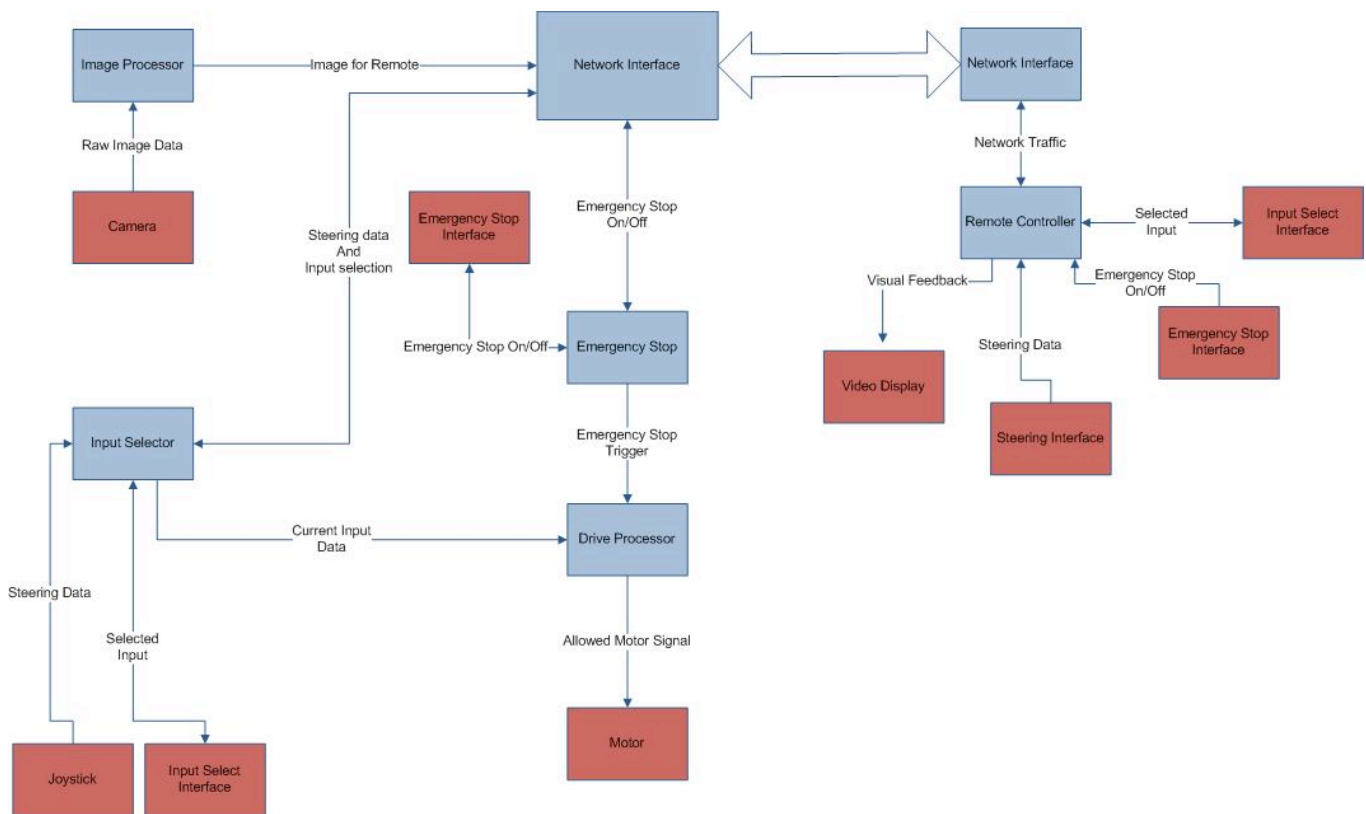 Image Processor
Image for Remote
Network Interface
Network Interface
Raw Image Data
Network Traffic
Camera
Emergency Stop
Interface
Emergency Stop
On/Off
Remote Controller
Selected
Input
Input Select
Interface
Steering data
And
Input selection
Visual Feedback
Emergency Stop
On/Off
Emergency Stop On/Off
Emergency Stop
Steering Data
Emergency Stop
Interface
Video Display
Input Selector
Emergency Stop
Trigger
Steering Interface
Current Input
Data
Drive Processor
Steering Data
Selected
Input
Allowed Motor Signal
Joystick
Input Select
Interface
Motor